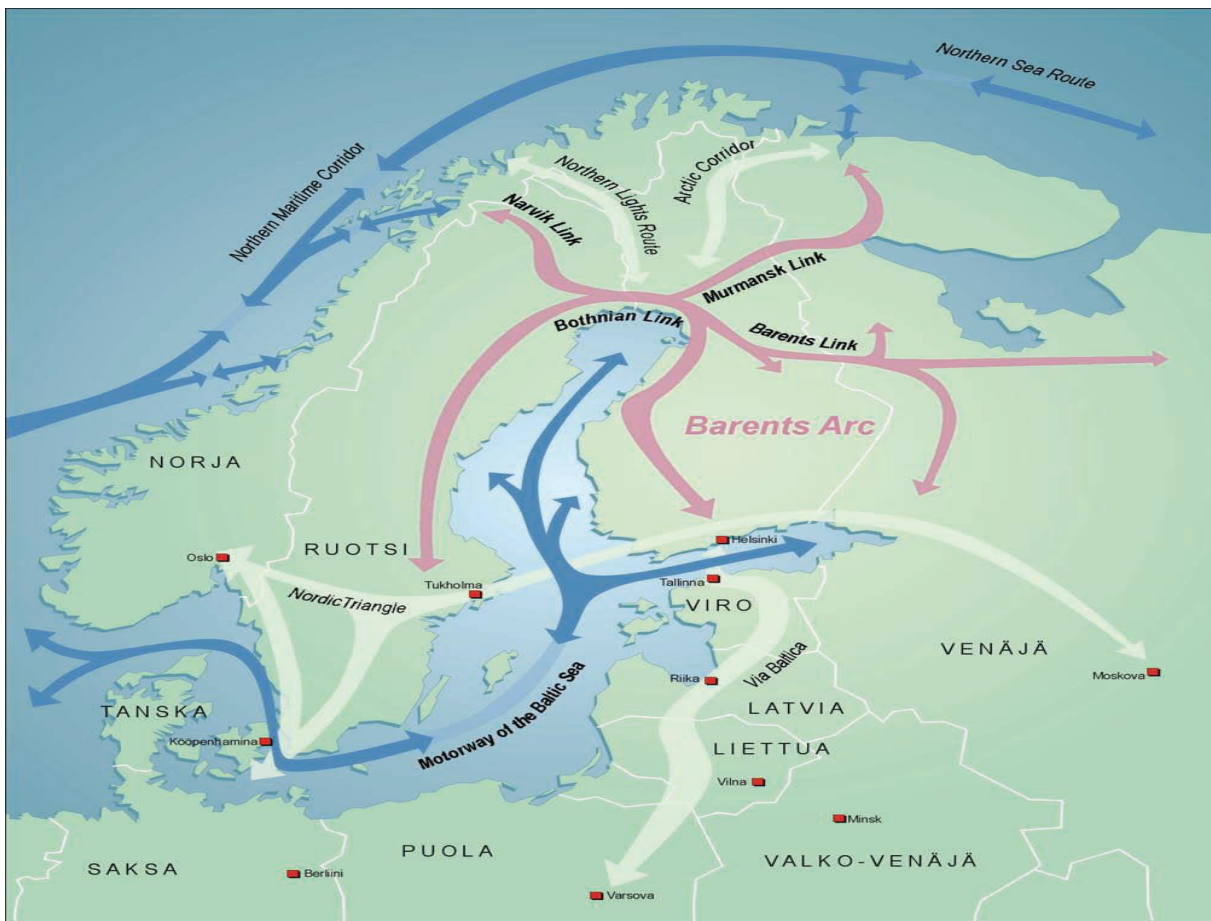 Northern Sea Route
Northern Maritime Corridor
Northern Lights Route
Arctic Corridor
Narvik Link
Murmansk Link
Bothnian Link
Barents Link
Barents Arc
NORJA
RUOTSI
Oslo
Helsinki
Tukholma
Tallinna
NordicTriangle
VIRO
VENÄJÄ
Via Baltica
Riika
Moskova
TANSKA
LATVIA
Motorway of the Baltic Sea
Kööpenhamina
LIETTUA
Vilna
Minsk
PUOLA
VALKO-VENÄJÄ
SAKSA
Berliini
Varsova